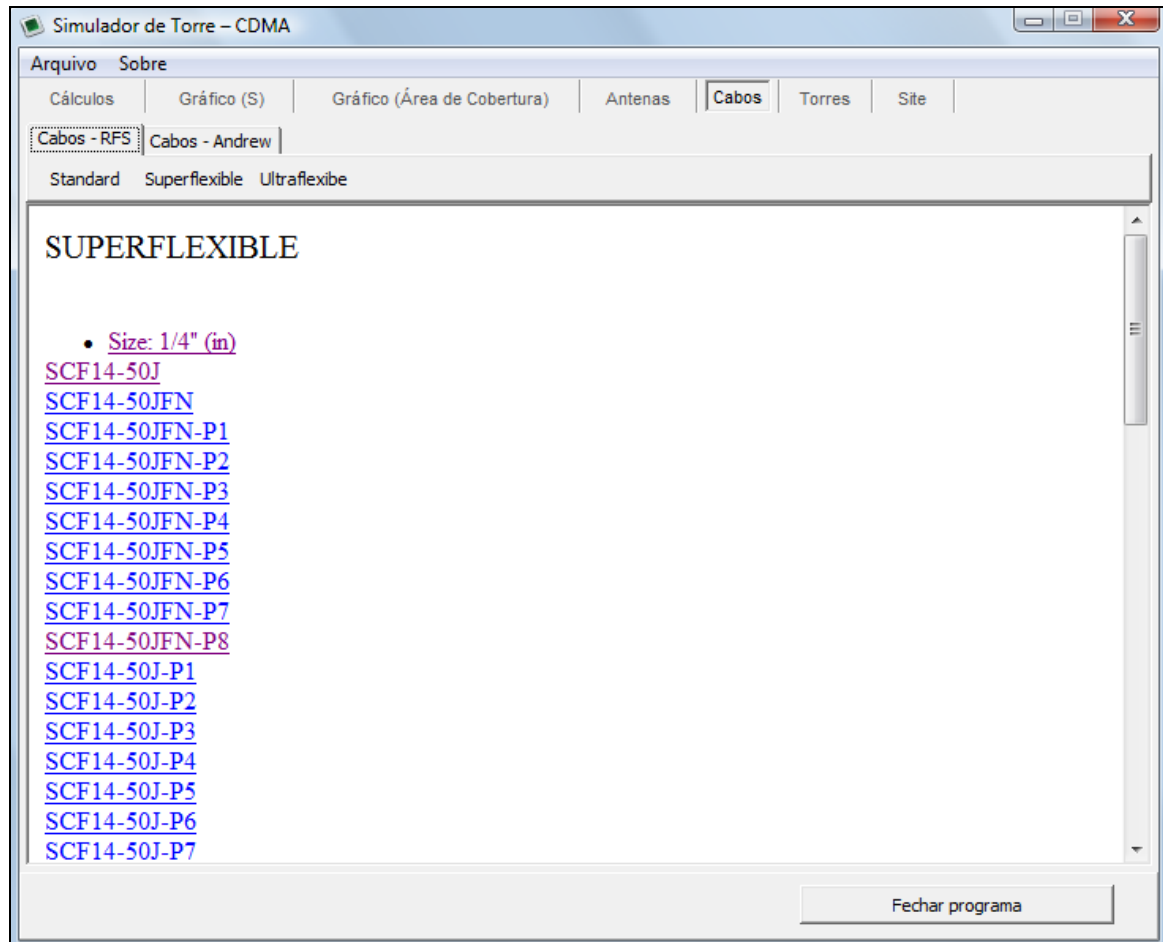 Simulador de Torre – CDMA
Arquivo Sobre
Cálculos Gráfico (S) Gráfico (Área de Cobertura) Antenas Cabos Torres Site
Cabos - RFS Cabos - Andrew
Standard Superflexible Ultraflexibe
SUPERFLEXIBLE
• Size: 1/4" (in)
SCF14-50J
SCF14-50JFN
SCF14-50JFN-P1
SCF14-50JFN-P2
SCF14-50JFN-P3
SCF14-50JFN-P4
SCF14-50JFN-P5
SCF14-50JFN-P6
SCF14-50JFN-P7
SCF14-50JFN-P8
SCF14-50J-P1
SCF14-50J-P2
SCF14-50J-P3
SCF14-50J-P4
SCF14-50J-P5
SCF14-50J-P6
SCF14-50J-P7
Fechar programa